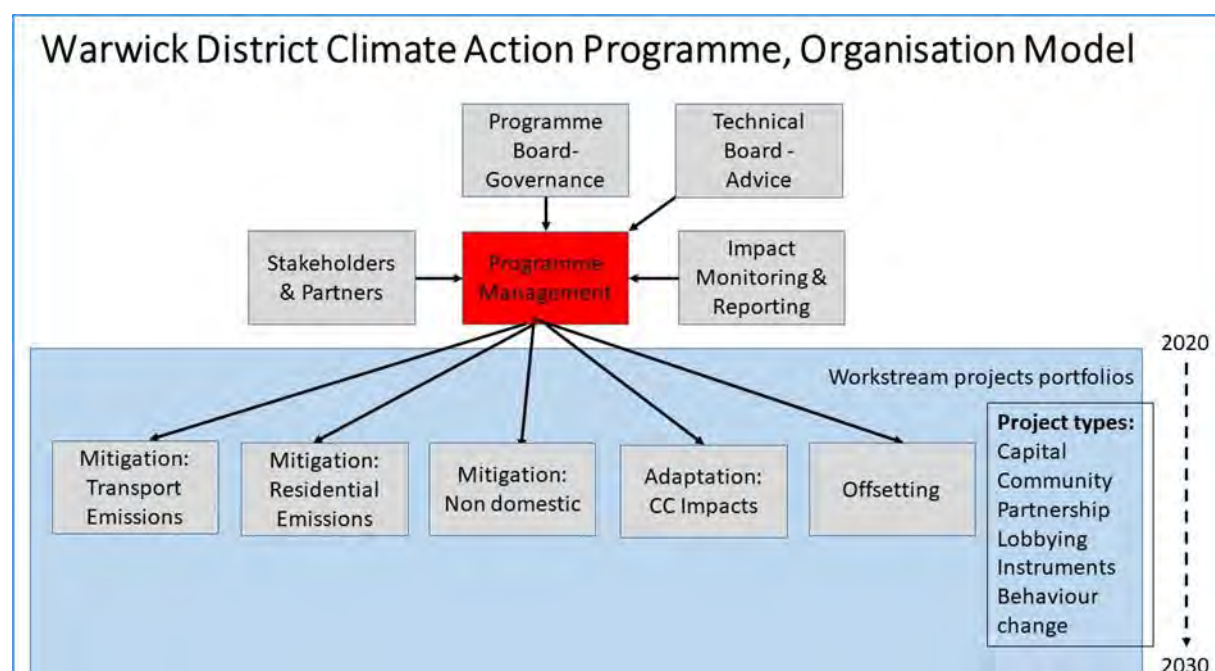 Warwick District Climate Action Programme, Organisation Model
Programme
Board-
Governance
Technical
Board -
Advice
Stakeholders
& Partners
Programme
Management
Impact
Monitoring &
Reporting
2020
Workstream projects portfolios
Mitigation:
Transport
Emissions
Mitigation:
Residential
Emissions
Mitigation:
Non domestic
Adaptation:
CC Impacts
Offsetting
Project types:
Capital
Community
Partnership
Lobbying
Instruments
Behaviour
change
2030